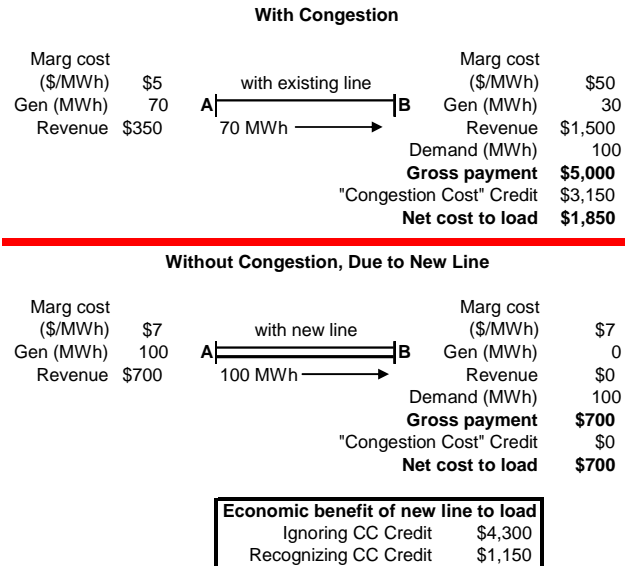 With Congestion
Marg cost
($/MWh) $5
Gen (MWh) 70
Revenue $350
with existing line
A B
70 MWh
Marg cost
($/MWh) $50
Gen (MWh) 30
Revenue $1,500
Demand (MWh) 100
Gross payment $5,000
"Congestion Cost" Credit $3,150
Net cost to load $1,850
Without Congestion, Due to New Line
Marg cost
($/MWh) $7
Gen (MWh) 100
Revenue $700
with new line
A B
100 MWh
Marg cost
($/MWh) $7
Gen (MWh) 0
Revenue $0
Demand (MWh) 100
Gross payment $700
"Congestion Cost" Credit $0
Net cost to load $700
Economic benefit of new line to load
Ignoring CC Credit $4,300
Recognizing CC Credit $1,150